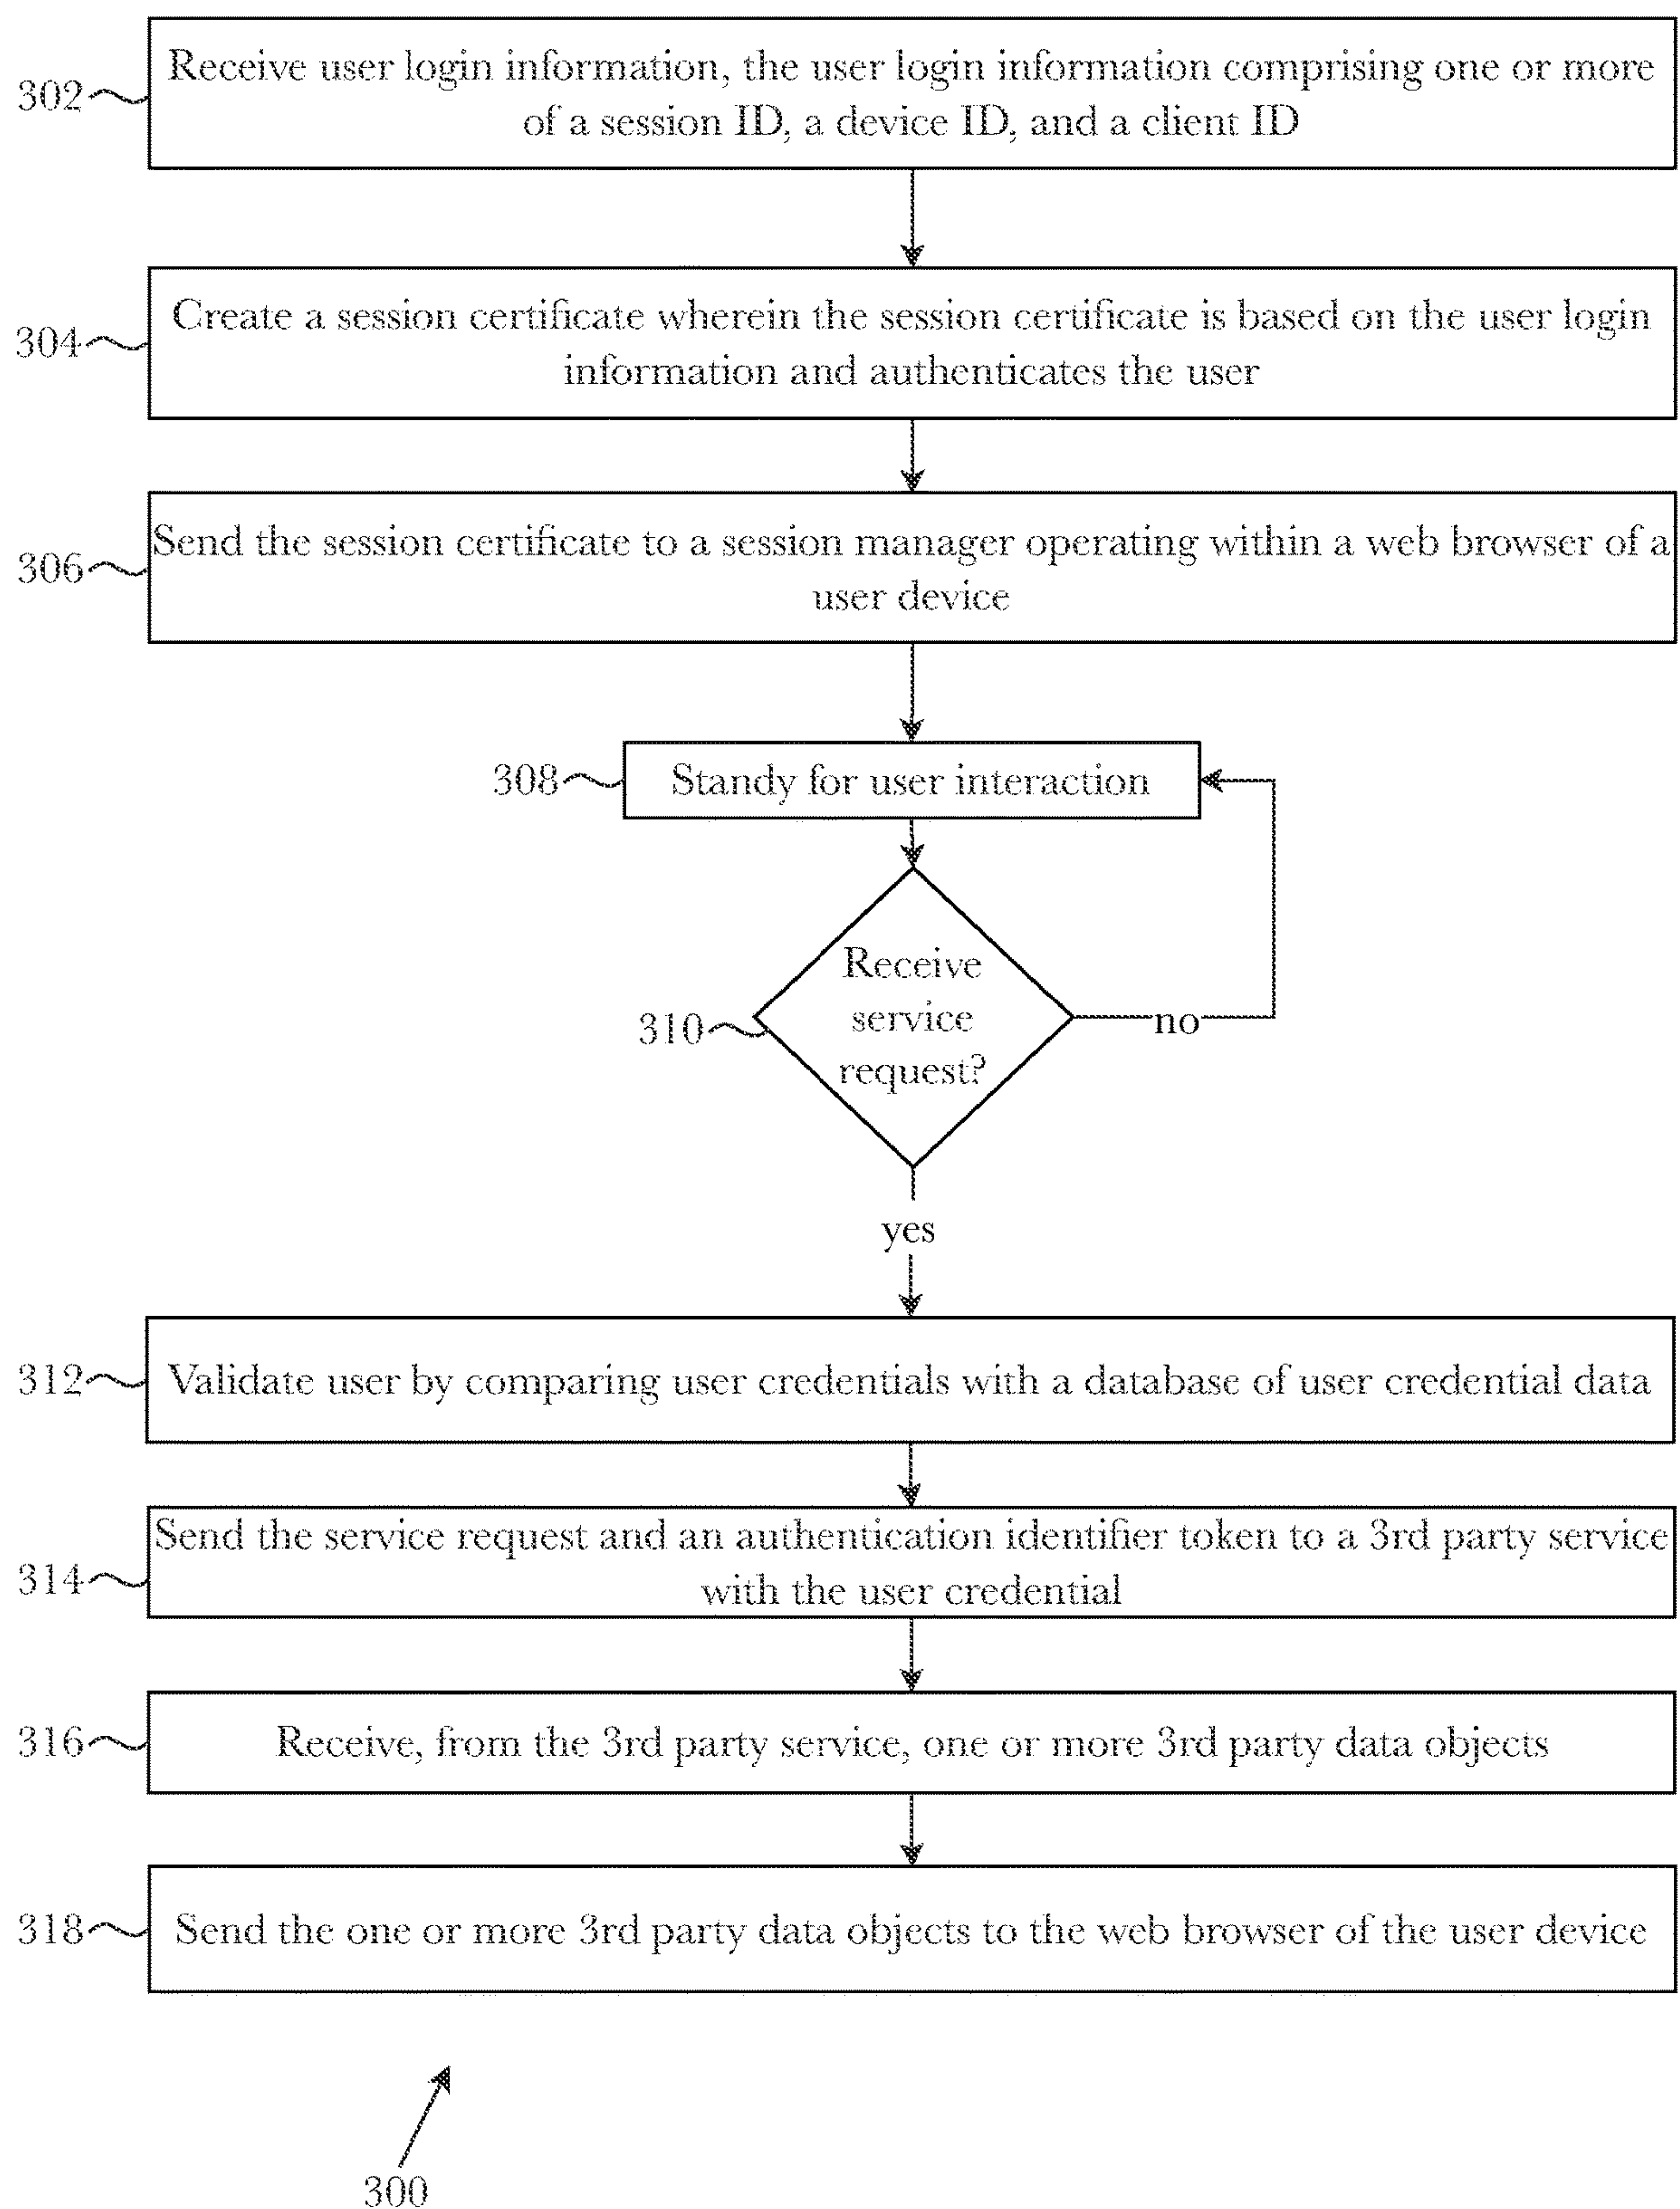 302
Receive user login information, the user login information comprising one or more
of a session ID, a device ID, and a client ID
304
Create a session certificate wherein the session certificate is based on the user login
information and authenticates the user
306
Send the session certificate to a session manager operating within a web browser of a
user device
308
Standy for user interaction
310
Receive
service
request?
no
yes
312
Validate user by comparing user credentials with a database of user credential data
314
Send the service request and an authentication identifier token to a 3rd party service
with the user credential
316
Receive, from the 3rd party service, one or more 3rd party data objects
318
Send the one or more 3rd party data objects to the web browser of the user device
300